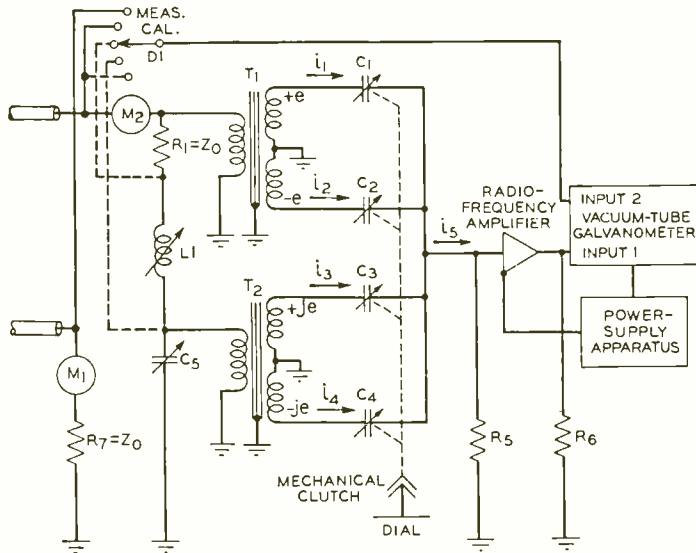 MEAS.
CAL.
D1
M2
R1=Z0
L1
C5
M1
R7=Z0
T1
+e
-e
i1
C1
i2
C2
T2
+je
-je
i3
C3
i4
C4
i5
RADIO-
FREQUENCY
AMPLIFIER
INPUT 2
VACUUM-TUBE
GALVANOMETER
INPUT 1
POWER-
SUPPLY
APPARATUS
R5
R6
MECHANICAL
CLUTCH
DIAL